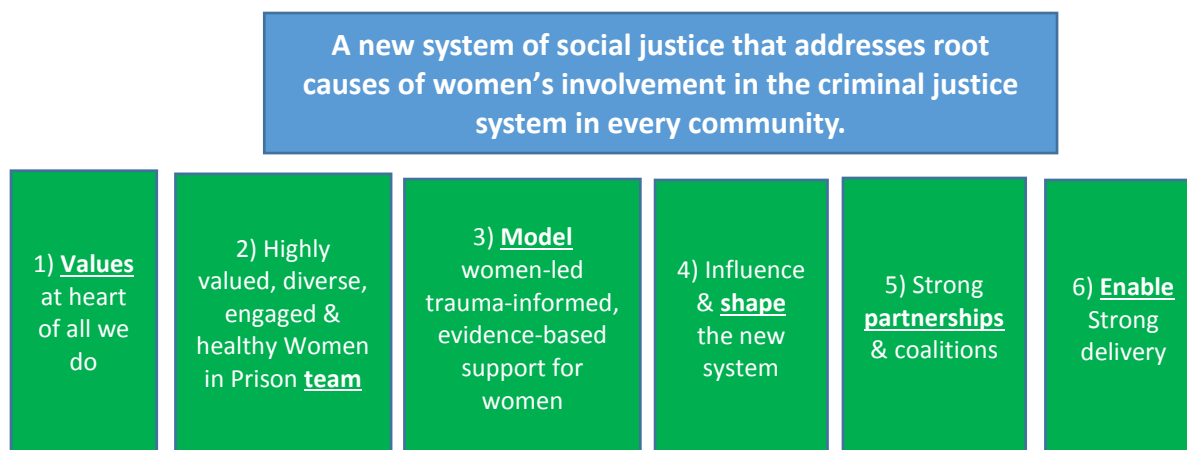 A new system of social justice that addresses root
causes of women’s involvement in the criminal justice
system in every community.
1) Values
at heart
of all we
do
2) Highly
valued, diverse,
engaged &
healthy Women
in Prison team
3) Model
women-led
trauma-informed,
evidence-based
support for
women
4) Influence
& shape
the new
system
5) Strong
partnerships
& coalitions
6) Enable
Strong
delivery